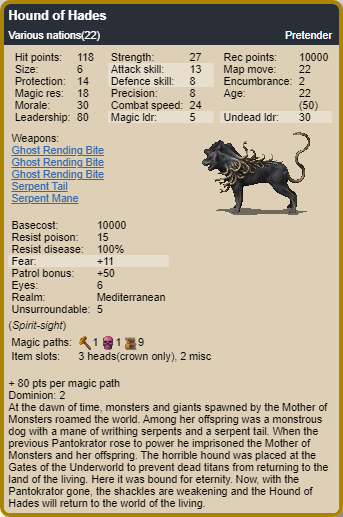 Hound of Hades
Various nations(22) Pretender
Hit points: 118 Strength: 27 Rec points: 10000
Size: 6 Attack skill: 13 Map move: 22
Protection: 14 Defence skill: 8 Encumbrance: 2
Magic res: 18 Precision: 8 Age: 22
Morale: 30 Combat speed: 24 (50)
Leadership: 80 Magic ldr: 5 Undead ldr: 30
Weapons:
Ghost Rending Bite
Ghost Rending Bite
Ghost Rending Bite
Serpent Tail
Serpent Mane
Basecost: 10000
Resist poison: 15
Resist disease: 100%
Fear: +11
Patrol bonus: +50
Eyes: 6
Realm: Mediterranean
Unsurroundable: 5
(Spirit-sight)
Magic paths: 1 1 9
Item slots: 3 heads(crown only), 2 misc
+ 80 pts per magic path
Dominion: 2
At the dawn of time, monsters and giants spawned by the Mother of
Monsters roamed the world. Among her offspring was a monstrous
dog with a mane of writhing serpents and a serpent tail. When the
previous Pantokrator rose to power he imprisoned the Mother of
Monsters and her offspring. The horrible hound was placed at the
Gates of the Underworld to prevent dead titans from returning to the
land of the living. Here it was bound for eternity. Now, with the
Pantokrator gone, the shackles are weakening and the Hound of
Hades will return to the world of the living.